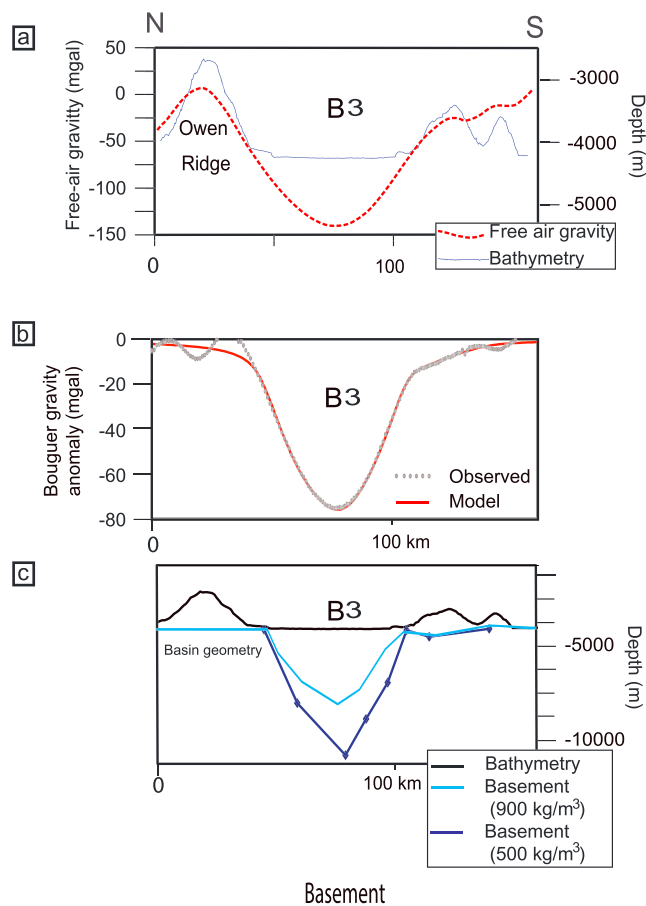 N S
a
Free-air gravitty (mgal)
50
0
-50
-100
-150
B3
Owen
Ridge
-3000
-4000
-5000
Depth (m)
Free air gravity
Bathymetry
0 100
b
Bouguer gravity
anomaly (mgal)
0
-20
-40
-60
-80
B3
Observed
Model
0 100 km
c
B3
Basin geometry
-5000
-10000
Depth (m)
0 100 km
Bathymetry
Basement
(900 kg/m³)
Basement
(500 kg/m³)
Basement